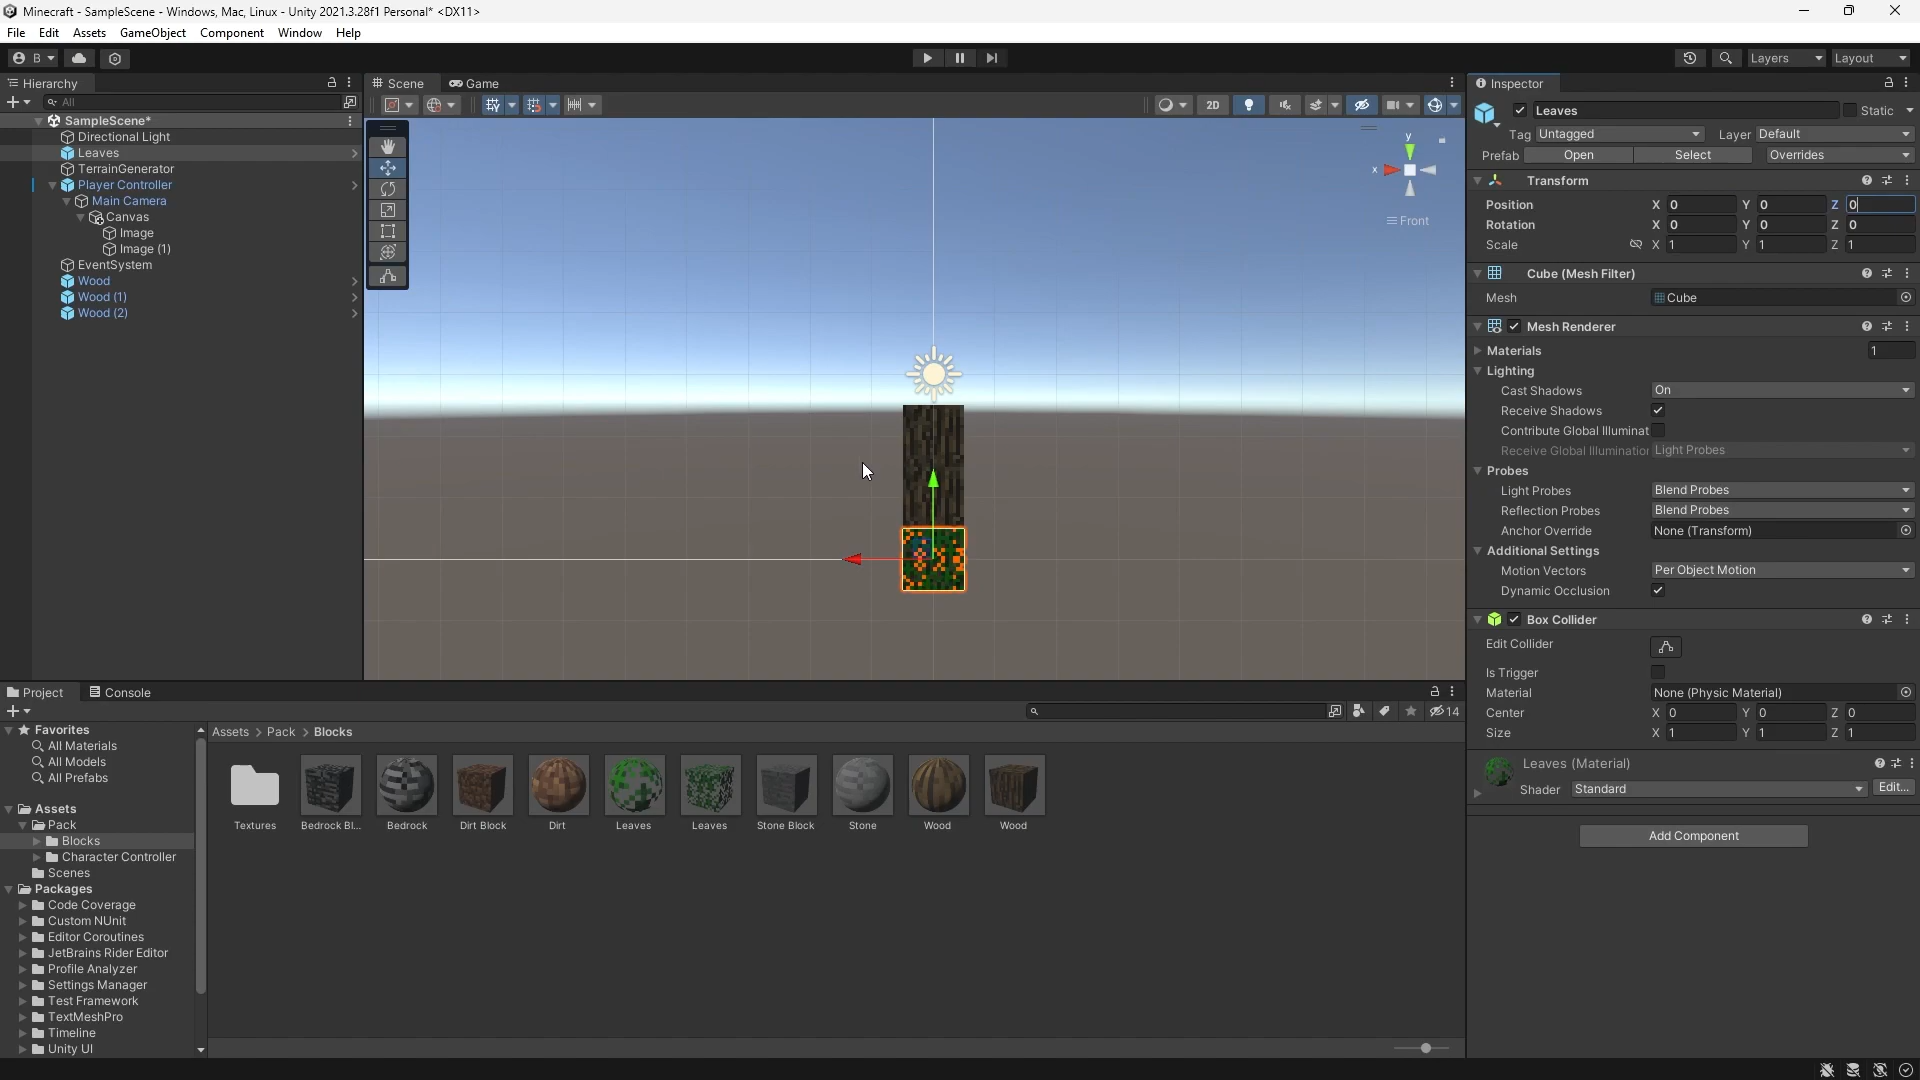 Minecraft - SampleScene - Windows, Mac, Linux - Unity 2021.3.28f1 Personal* <DX11>
File Edit Assets GameObject Component Window Help
B Layers Layout
Hierarchy
All
SampleScene*
Directional Light
Leaves
TerrainGenerator
Player Controller
Main Camera
Canvas
Image
Image (1)
EventSystem
Wood
Wood (1)
Wood (2)
Scene Game
2D
y
x
Front
Inspector
Leaves Static
Tag Untagged Layer Default
Prefab Open Select Overrides
Transform
Position X 0 Y 0 Z 0
Rotation X 0 Y 0 Z 0
Scale X 1 Y 1 Z 1
Cube (Mesh Filter)
Mesh Cube
Mesh Renderer
Materials 1
Lighting
Cast Shadows On
Receive Shadows
Contribute Global Illuminat
Receive Global Illumination Light Probes
Probes
Light Probes Blend Probes
Reflection Probes Blend Probes
Anchor Override None (Transform)
Additional Settings
Motion Vectors Per Object Motion
Dynamic Occlusion
Box Collider
Edit Collider
Is Trigger
Material None (Physic Material)
Center X 0 Y 0 Z 0
Size X 1 Y 1 Z 1
Leaves (Material)
Shader Standard Edit...
Add Component
Project Console
14
Favorites
All Materials
All Models
All Prefabs
Assets
Pack
Blocks
Character Controller
Scenes
Packages
Code Coverage
Custom NUnit
Editor Coroutines
JetBrains Rider Editor
Profile Analyzer
Settings Manager
Test Framework
TextMeshPro
Timeline
Unity UI
Assets > Pack > Blocks
Textures Bedrock Bl... Bedrock Dirt Block Dirt Leaves Leaves Stone Block Stone Wood Wood